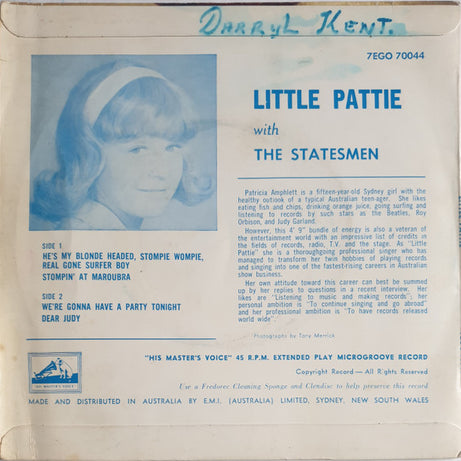 Darryl Kent.
7EGO 70044
LITTLE PATTIE
with
THE STATESMEN
Patricia Amphlett is a fifteen-year-old Sydney girl with the
healthy outlook of a typical Australian teen-ager. She likes
eating fish and chips, drinking orange juice, going surfing and
listening to records by such stars as the Beatles, Roy
Orbison, and Judy Garland.
However, this 4' 9" bundle of energy is also a veteran of
the entertainment world with an impressive list of credits in
the fields of records, radio, T.V. and the stage. As "Little
Pattie" she is a thoroughgoing professional singer who has
managed to transform her twin hobbies of playing records
and singing into one of the fastest-rising careers in Australian
show business.
Her own attitude toward this career can best be summed
up by her replies to questions in a recent interview. Her
likes are "Listening to music and making records"; her
personal ambition is "To continue singing and go abroad"
and her professional ambition is "To have records released
world wide".
Photographs by Tony Merrick
SIDE 1
HE'S MY BLONDE HEADED, STOMPIE WOMPIE,
REAL GONE SURFER BOY
STOMPIN' AT MAROUBRA
SIDE 2
WE'RE GONNA HAVE A PARTY TONIGHT
DEAR JUDY
"HIS MASTER'S VOICE" 45 R.P.M. EXTENDED PLAY MICROGROOVE RECORD
Copyright Record — All Rights Reserved
Use a Fredorec Cleaning Sponge and Clendisc to help preserve this record
"HIS MASTER'S VOICE"
MADE AND DISTRIBUTED IN AUSTRALIA BY E.M.I. (AUSTRALIA) LIMITED, SYDNEY, NEW SOUTH WALES